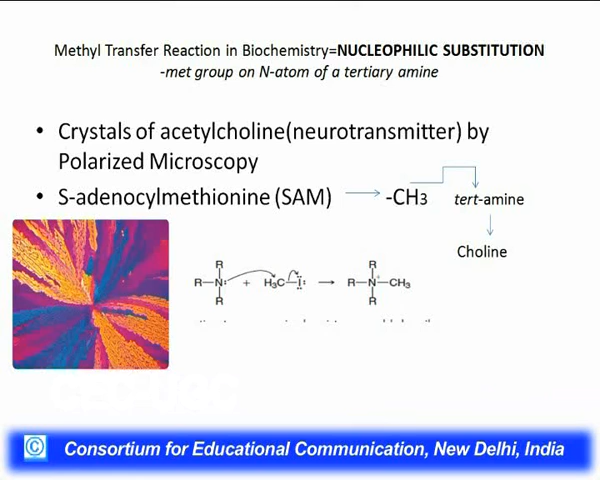 Methyl Transfer Reaction in Biochemistry=NUCLEOPHILIC SUBSTITUTION
-met group on N-atom of a tertiary amine
• Crystals of acetylcholine(neurotransmitter) by
Polarized Microscopy
• S-adenocylmethionine (SAM) → -CH3 tert-amine
Choline
R R
R—N: + H₃C—I: → R—N⁺—CH₃
R R
© Consortium for Educational Communication, New Delhi, India